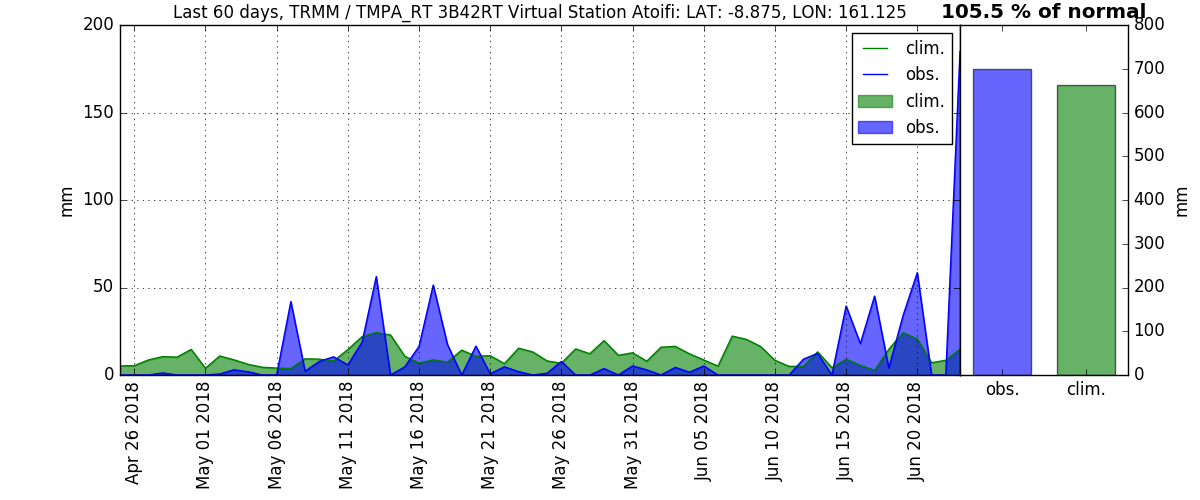 Last 60 days, TRMM / TMPA_RT 3B42RT Virtual Station Atoifi: LAT: -8.875, LON: 161.125
105.5 % of normal
200
150
100
50
0
mm
clim.
obs.
clim.
obs.
800
700
600
500
400
300
200
100
0
mm
Apr 26 2018
May 01 2018
May 06 2018
May 11 2018
May 16 2018
May 21 2018
May 26 2018
May 31 2018
Jun 05 2018
Jun 10 2018
Jun 15 2018
Jun 20 2018
obs.
clim.